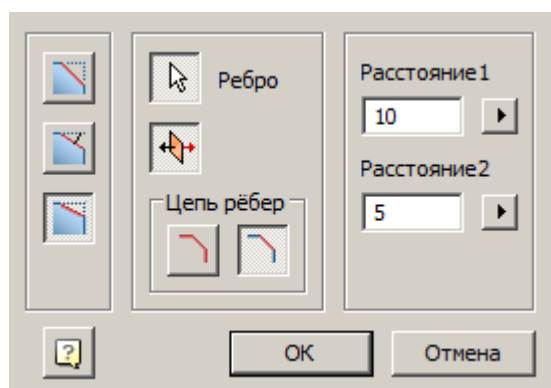 Ребро
Цепь рёбер
Расстояние1
10
Расстояние2
5
?
OK
Отмена